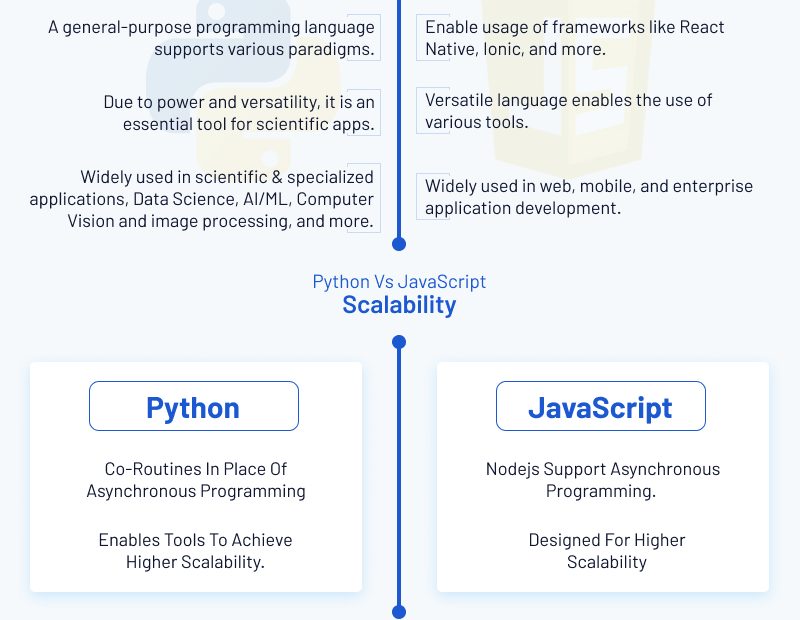 A general-purpose programming language
supports various paradigms.
Enable usage of frameworks like React
Native, Ionic, and more.
Due to power and versatility, it is an
essential tool for scientific apps.
Versatile language enables the use of
various tools.
Widely used in scientific & specialized
applications, Data Science, AI/ML, Computer
Vision and image processing, and more.
Widely used in web, mobile, and enterprise
application development.
Python Vs JavaScript
Scalability
Python
Co-Routines In Place Of
Asynchronous Programming
Enables Tools To Achieve
Higher Scalability.
JavaScript
Nodejs Support Asynchronous
Programming.
Designed For Higher
Scalability